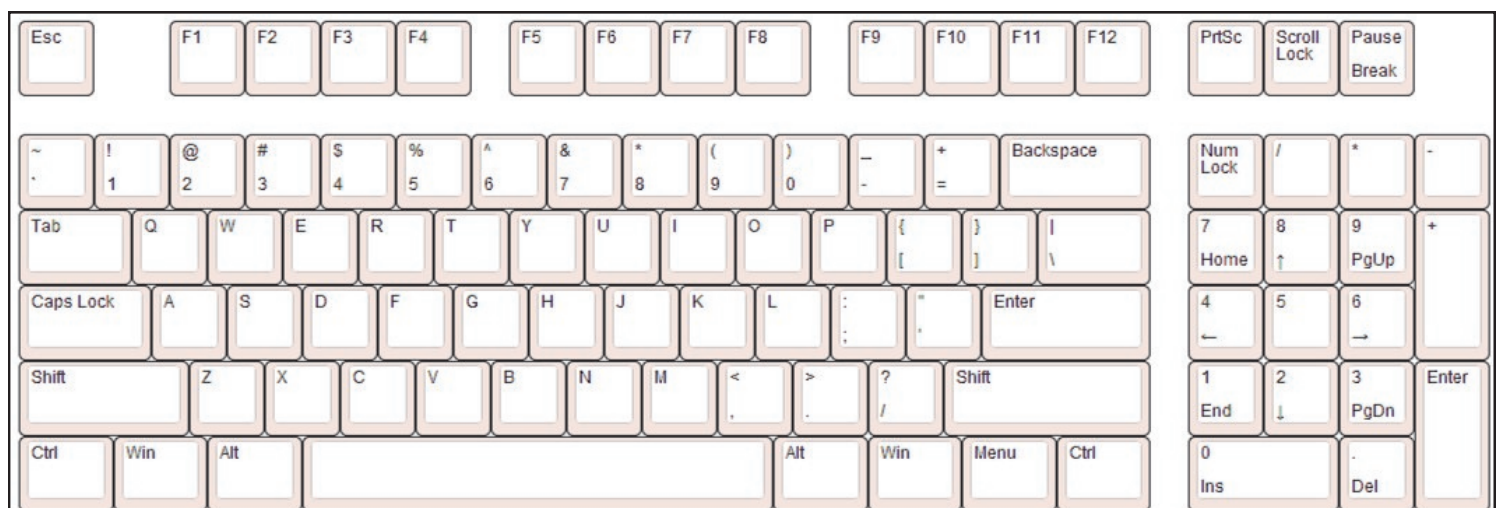 Esc F1 F2 F3 F4 F5 F6 F7 F8 F9 F10 F11 F12 PrtSc Scroll Lock Pause Break
~ ! @ # $ % ^ & * ( ) _ + Backspace Num Lock / * -
` 1 2 3 4 5 6 7 8 9 0 - =
Tab Q W E R T Y U I O P { } | 7 8 9 +
[ ] \ Home ↑ PgUp
Caps Lock A S D F G H J K L : " Enter 4 5 6
; ' ← →
Shift Z X C V B N M < > ? Shift 1 2 3 Enter
, . / End ↓ PgDn
Ctrl Win Alt Alt Win Menu Ctrl 0 .
Ins Del